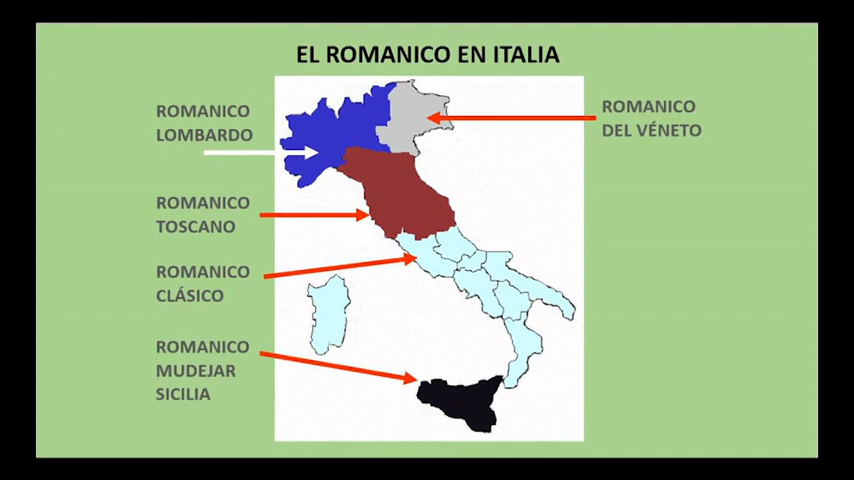 EL ROMANICO EN ITALIA
ROMANICO
LOMBARDO
ROMANICO
DEL VÉNETO
ROMANICO
TOSCANO
ROMANICO
CLÁSICO
ROMANICO
MUDEJAR
SICILIA